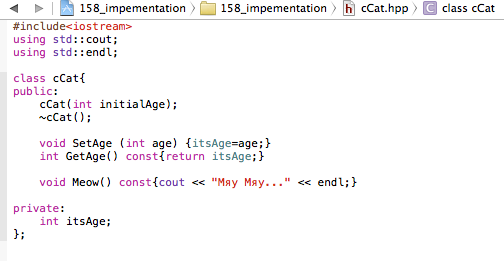 158_impementation 158_impementation h cCat.hpp C class cCat
#include<iostream>
using std::cout;
using std::endl;
class cCat{
public:
cCat(int initialAge);
~cCat();
void SetAge (int age) {itsAge=age;}
int GetAge() const{return itsAge;}
void Meow() const{cout << "Мяу Мяу..." << endl;}
private:
int itsAge;
};